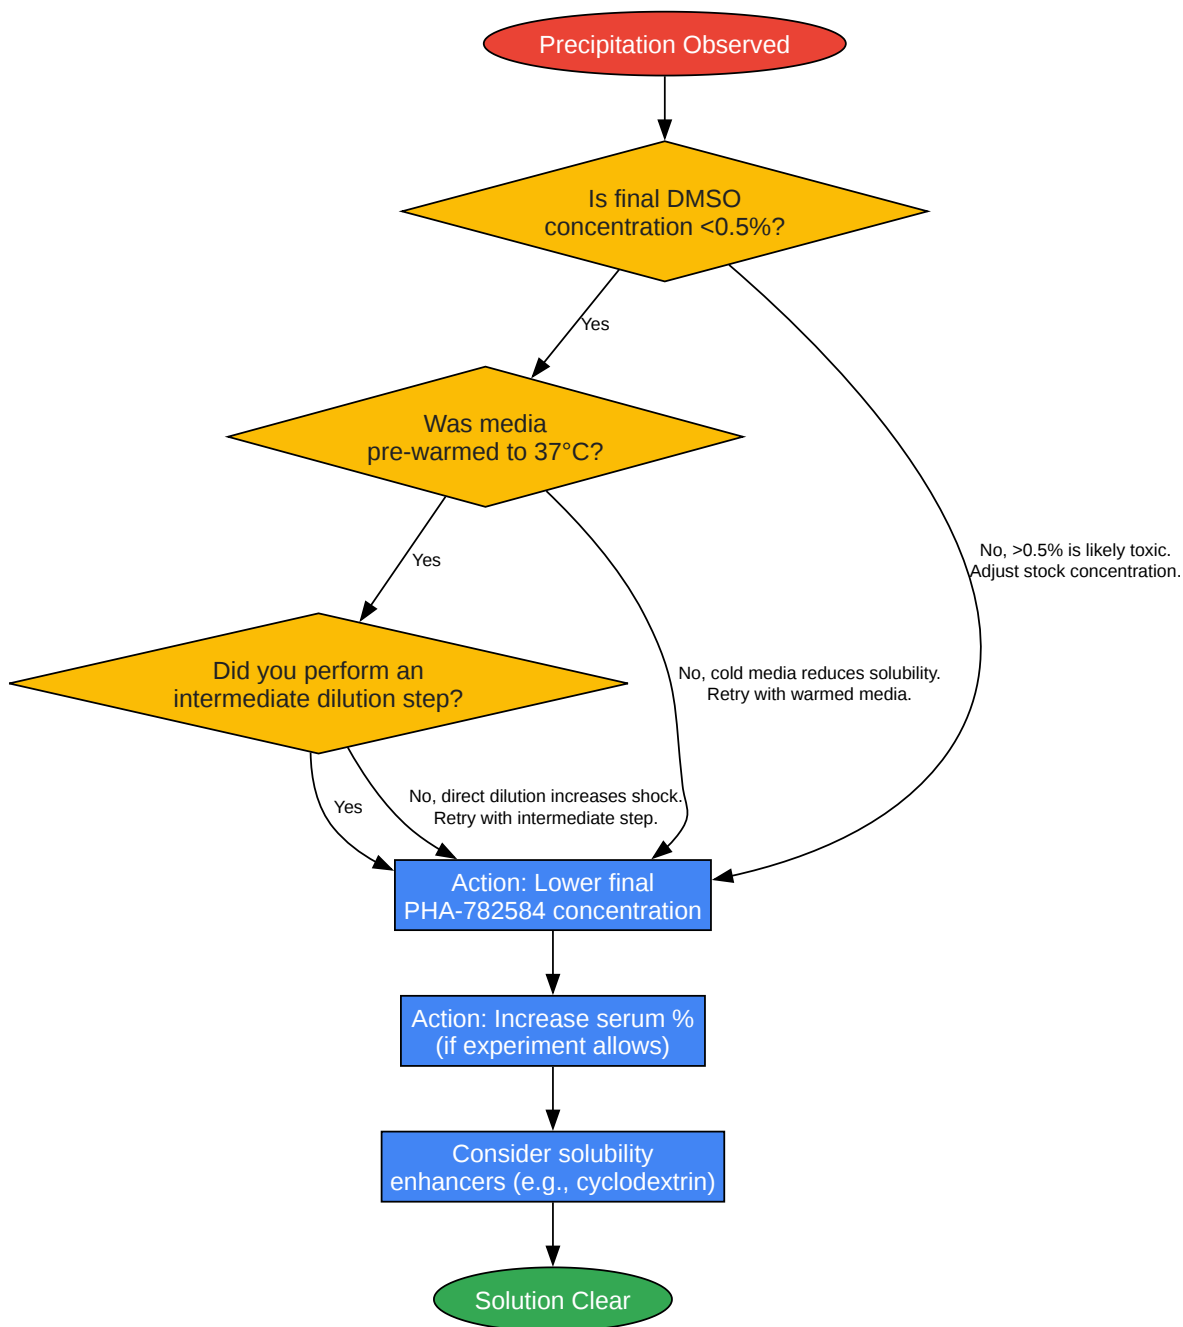 Precipitation Observed
Is final DMSO
concentration <0.5%?
Yes
Was media
pre-warmed to 37°C?
No, >0.5% is likely toxic.
Adjust stock concentration.
Yes
Did you perform an
intermediate dilution step?
No, cold media reduces solubility.
Retry with warmed media.
Yes
No, direct dilution increases shock.
Retry with intermediate step.
Action: Lower final
PHA-782584 concentration
Action: Increase serum %
(if experiment allows)
Consider solubility
enhancers (e.g., cyclodextrin)
Solution Clear